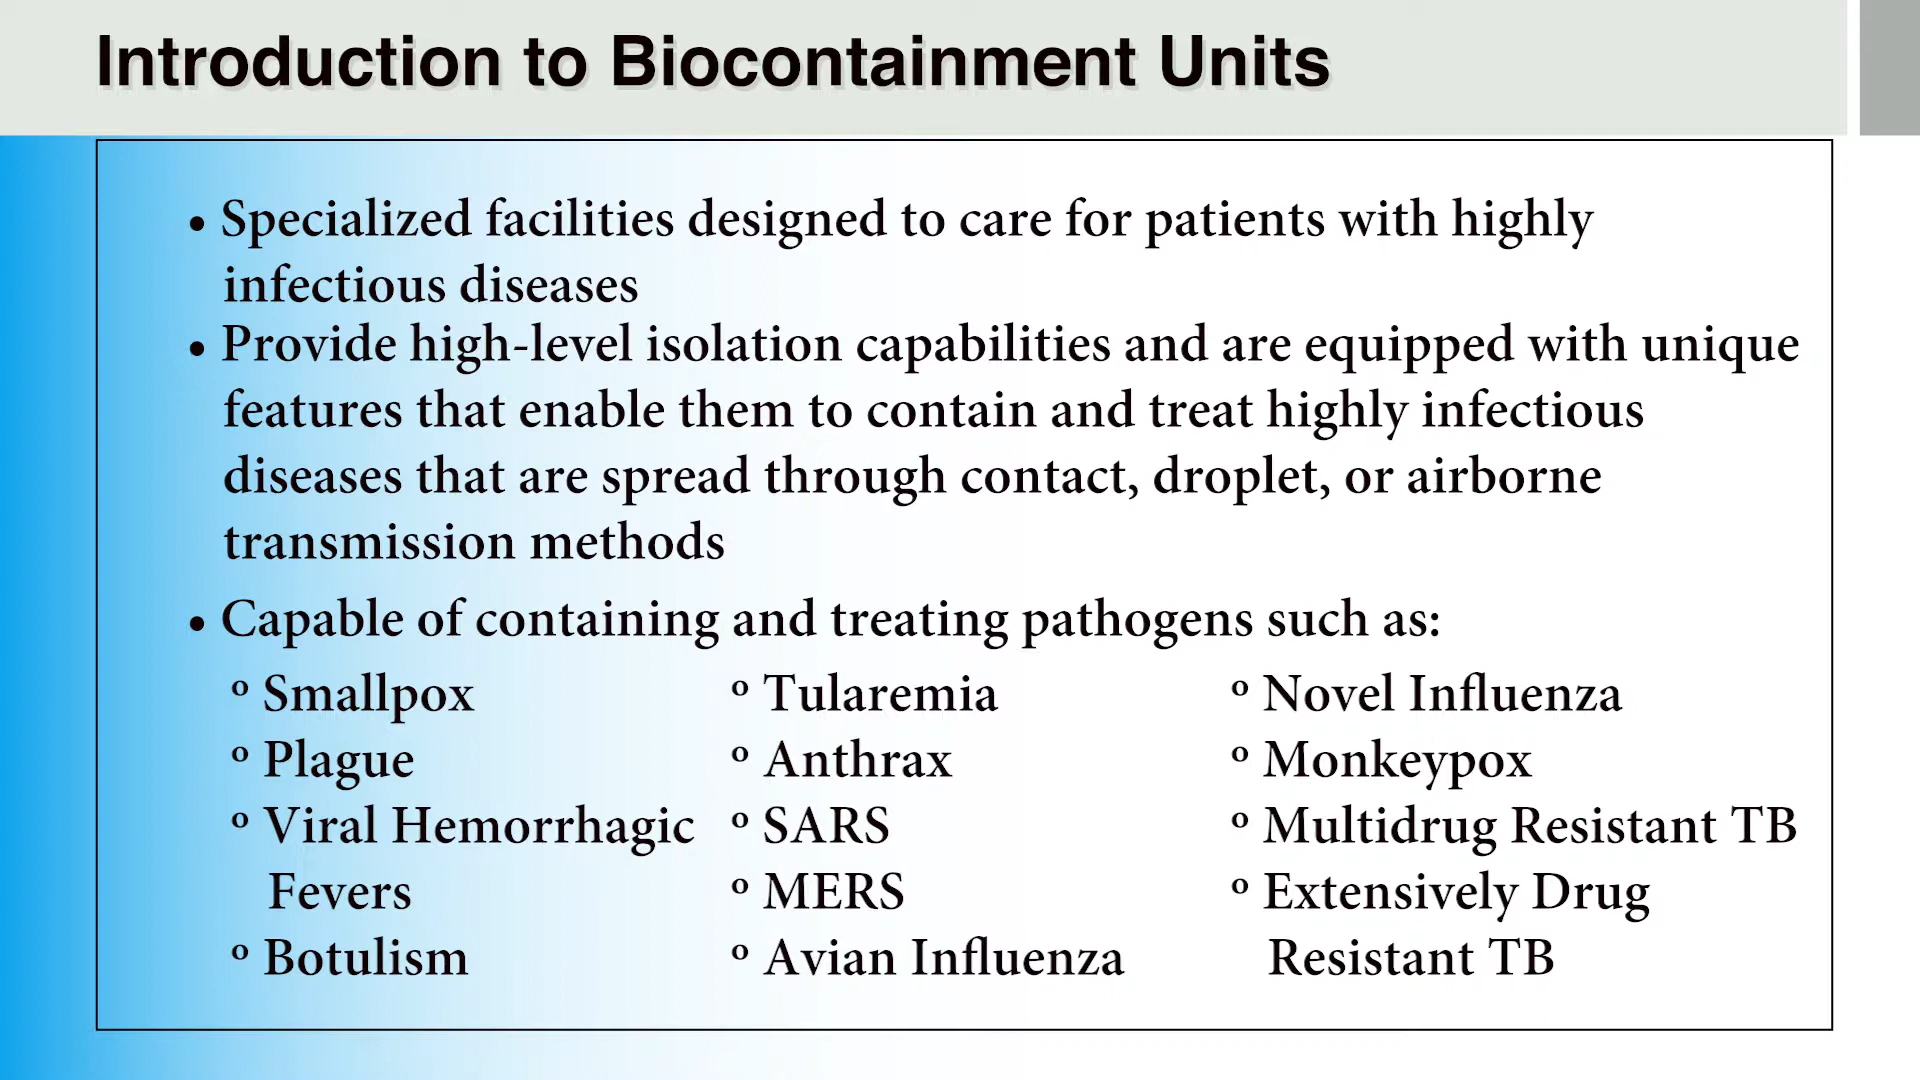 Introduction to Biocontainment Units
• Specialized facilities designed to care for patients with highly
infectious diseases
• Provide high-level isolation capabilities and are equipped with unique
features that enable them to contain and treat highly infectious
diseases that are spread through contact, droplet, or airborne
transmission methods
• Capable of containing and treating pathogens such as:
º Smallpox
º Plague
º Viral Hemorrhagic
Fevers
º Botulism
º Tularemia
º Anthrax
º SARS
º MERS
º Avian Influenza
º Novel Influenza
º Monkeypox
º Multidrug Resistant TB
º Extensively Drug
Resistant TB